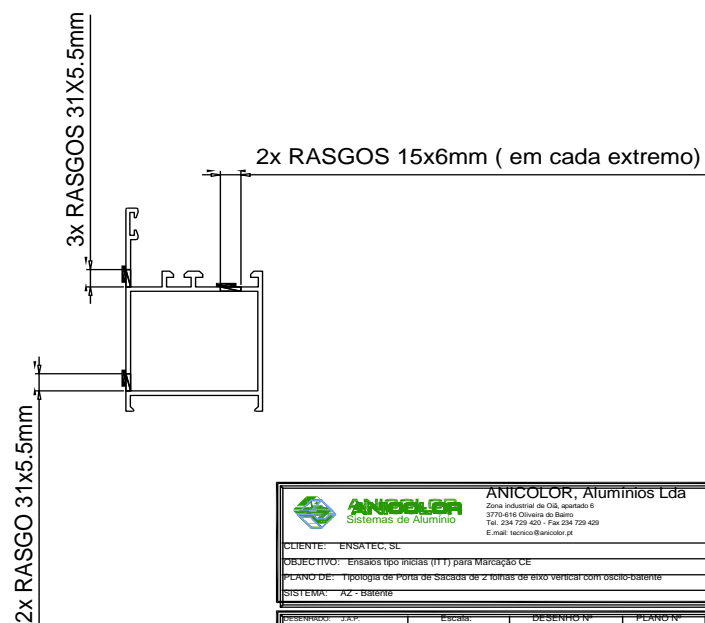 3x RASGOS 31X5.5mm
2x RASGOS 15x6mm ( em cada extremo)
2x RASGO 31x5.5mm
ANICOLOR
Sistemas de Alumínio
ANICOLOR, Alumínios Lda
Zona industrial de Oiã, apartado 6
3770-616 Oliveira do Bairro
Tel. 234 729 420 - Fax 234 729 429
E.mail: tecnico@anicolor.pt
CLIENTE: ENSATEC, SL
OBJECTIVO: Ensaios tipo inicias (ITT) para Marcação CE
PLANO DE: Tipologia de Porta de Sacada de 2 folhas de eixo vertical com oscilo-batente
SISTEMA: AZ - Batente
DESENHADO: J.A.P. Escala: DESENHO Nº PLANO Nº